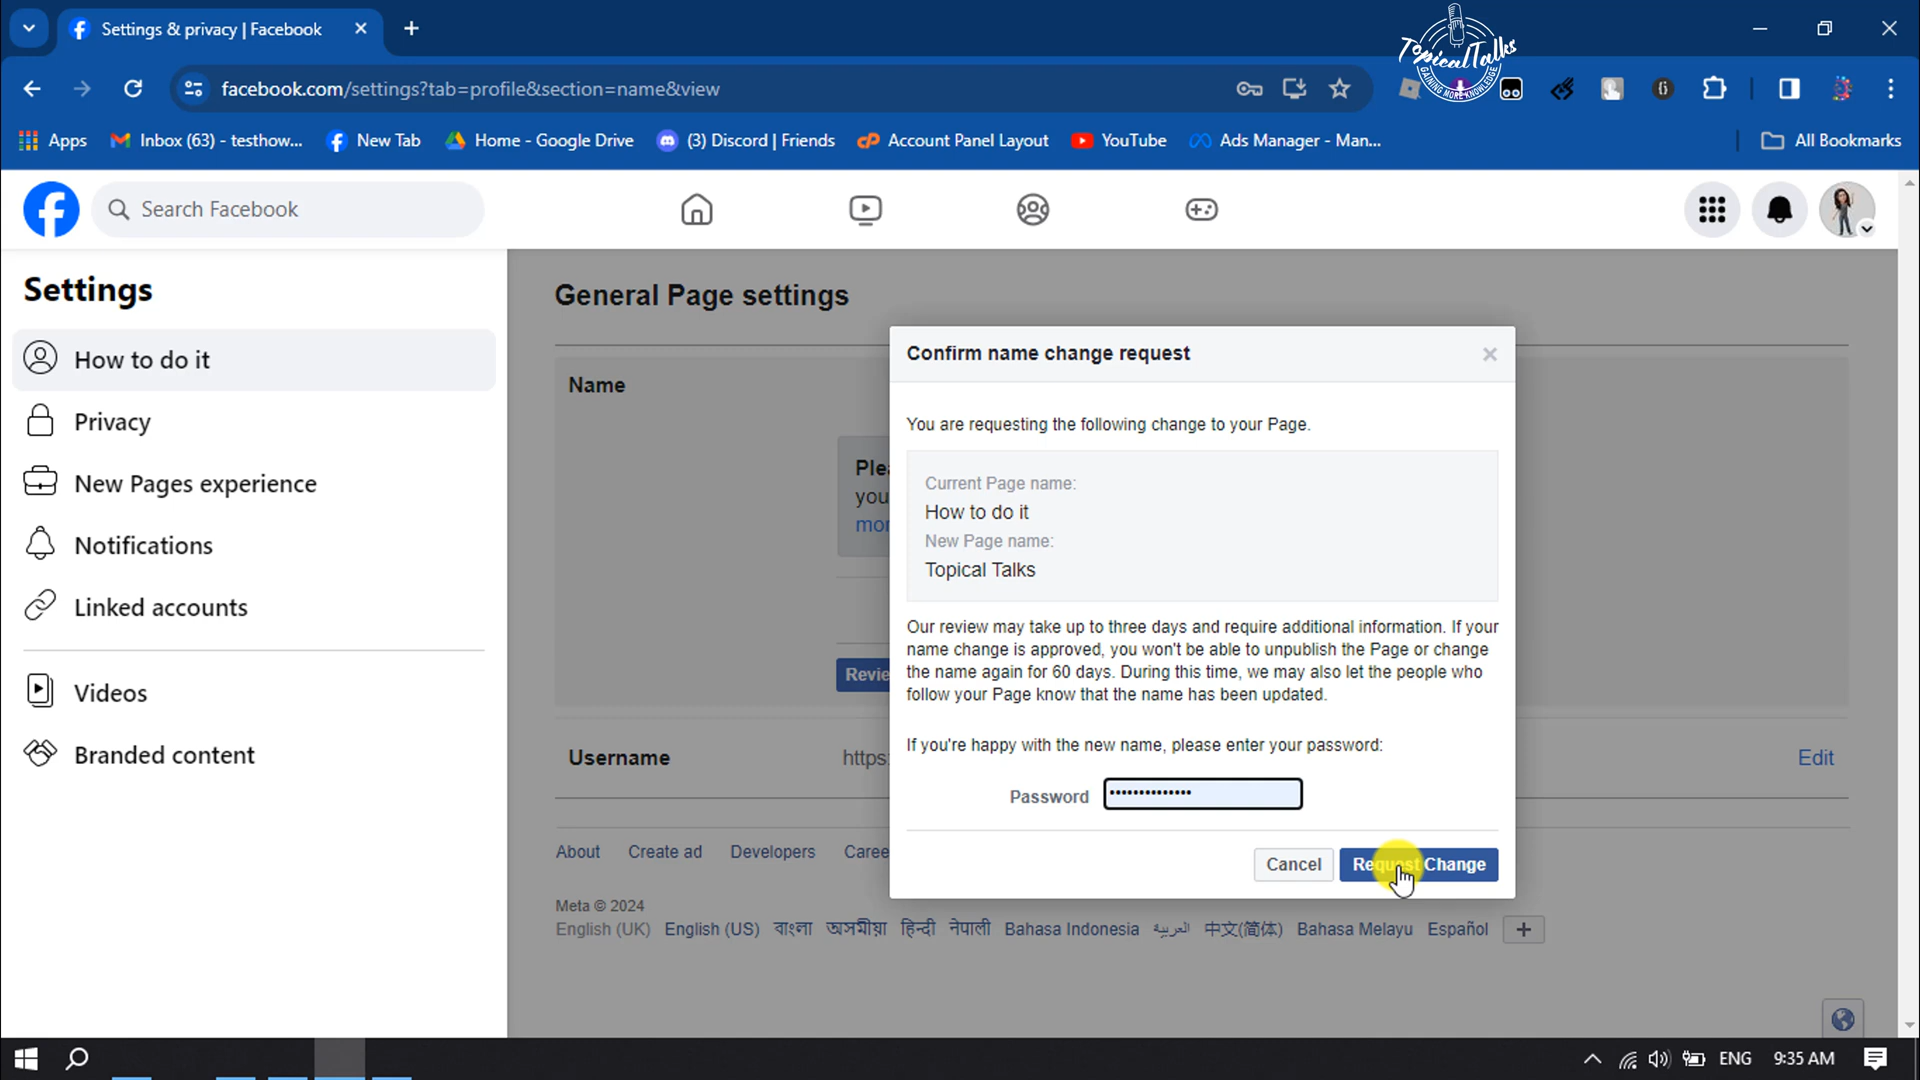 Settings & privacy | Facebook
TopicalTalks
GAINING MORE KNOWLEDGE
facebook.com/settings?tab=profile&section=name&view
Apps
Inbox (63) - testhow...
New Tab
Home - Google Drive
(3) Discord | Friends
Account Panel Layout
YouTube
Ads Manager - Man...
All Bookmarks
Search Facebook
Settings
How to do it
Privacy
New Pages experience
Notifications
Linked accounts
Videos
Branded content
General Page settings
Name
you
Username
https:
Edit
Confirm name change request
You are requesting the following change to your Page.
Current Page name:
How to do it
New Page name:
Topical Talks
Our review may take up to three days and require additional information. If your
name change is approved, you won't be able to unpublish the Page or change
the name again for 60 days. During this time, we may also let the people who
follow your Page know that the name has been updated.
If you're happy with the new name, please enter your password:
Password
Cancel
Request Change
About
Create ad
Developers
Meta © 2024
English (UK)
English (US)
বাংলা
অসমীয়া
हिन्दी
नेपाली
Bahasa Indonesia
العربية
中文(简体)
Bahasa Melayu
Español
ENG
9:35 AM